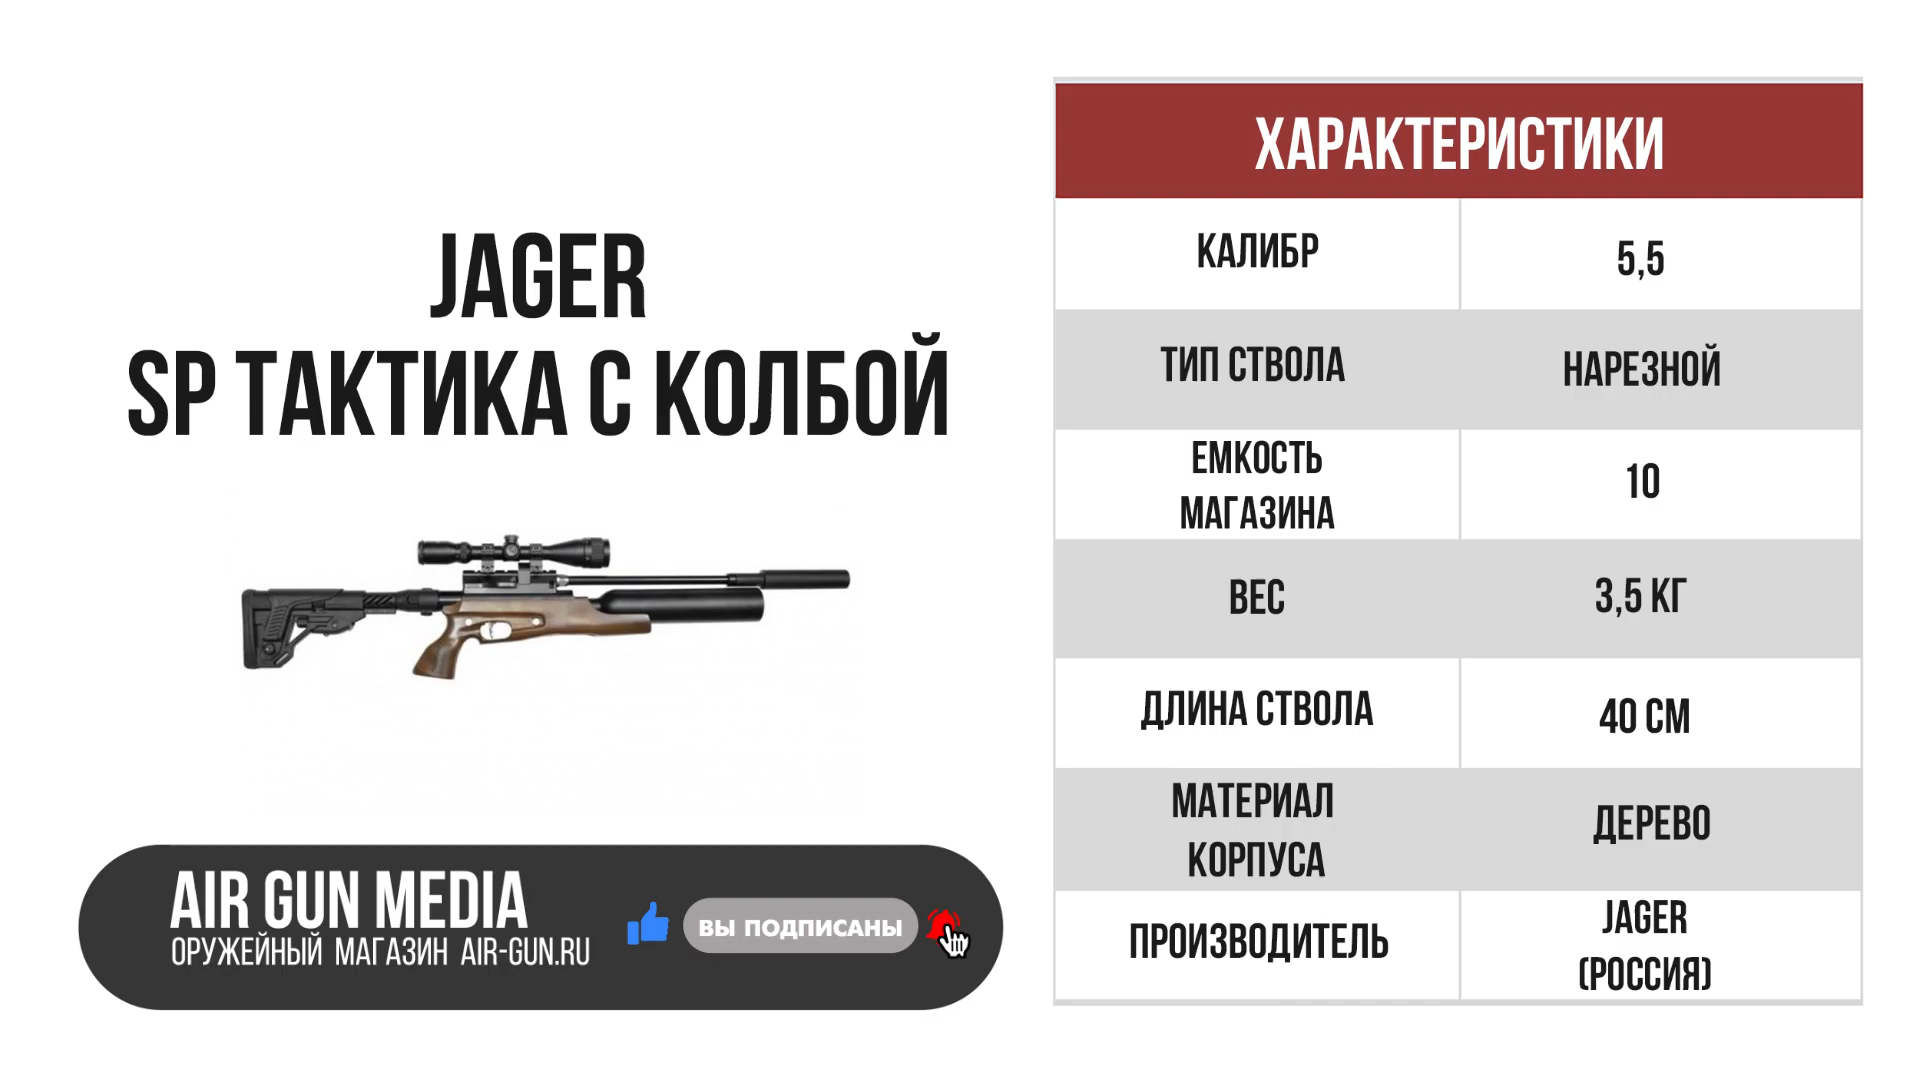 JAGER
SP ТАКТИКА С КОЛБОЙ
AIR GUN MEDIA
ОРУЖЕЙНЫЙ МАГАЗИН AIR-GUN.RU
ВЫ ПОДПИСАНЫ
ХАРАКТЕРИСТИКИ
КАЛИБР 5,5
ТИП СТВОЛА НАРЕЗНОЙ
ЕМКОСТЬ
МАГАЗИНА
10
ВЕС 3,5 КГ
ДЛИНА СТВОЛА 40 СМ
МАТЕРИАЛ
КОРПУСА
ДЕРЕВО
ПРОИЗВОДИТЕЛЬ
JAGER
(РОССИЯ)